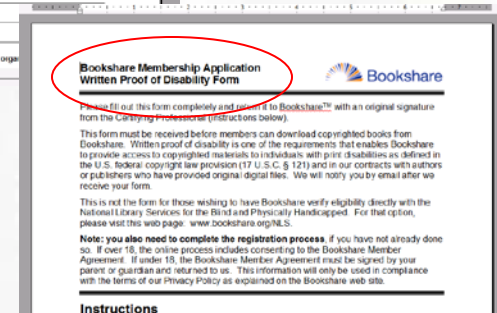 orga
Bookshare Membership Application
Written Proof of Disability Form
Bookshare
Please fill out this form completely and return it to Bookshare™ with an original signature
from the Certifying Professional (instructions below).
This form must be received before members can download copyrighted books from
Bookshare. Written proof of disability is one of the requirements that enables Bookshare
to provide access to copyrighted materials to individuals with print disabilities as defined in
the U.S. federal copyright law provision (17 U.S.C. § 121) and in our contracts with authors
or publishers who have provided original digital files. We will notify you by email after we
receive your form.
This is not the form for those wishing to have Bookshare verify eligibility directly with the
National Library Services for the Blind and Physically Handicapped. For that option,
please visit this web page: www.bookshare.org/NLS.
Note: you also need to complete the registration process, if you have not already done
so. If over 18, the online process includes consenting to the Bookshare Member
Agreement. If under 18, the Bookshare Member Agreement must be signed by your
parent or guardian and returned to us. This information will only be used in compliance
with the terms of our Privacy Policy as explained on the Bookshare web site.
Instructions